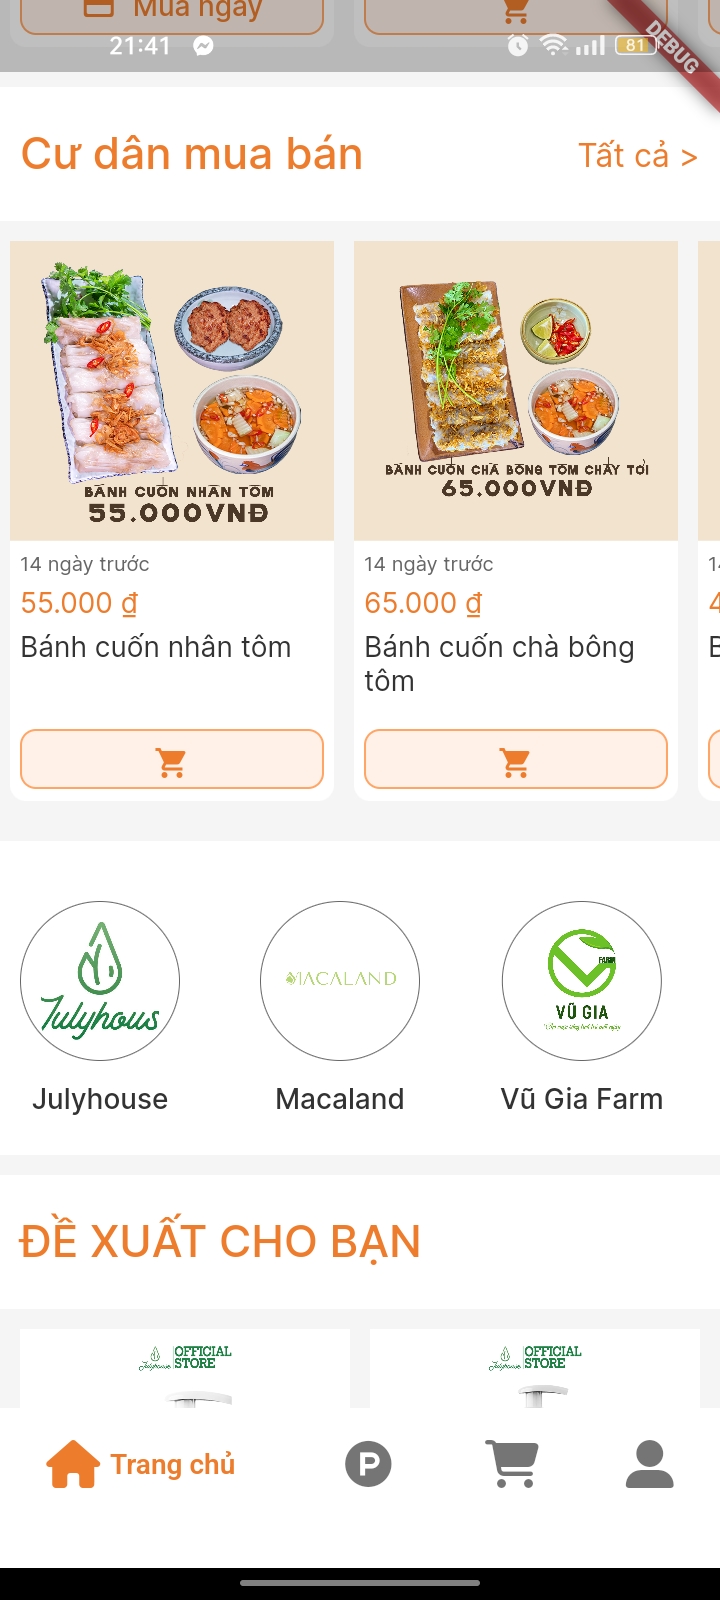 Mua ngay
21:41
81
DEBUG
Cư dân mua bán
Tất cả >
BÁNH CUỐN NHÂN TÔM
55.000VNĐ
BÁNH CUỐN CHÀ BÔNG TÔM CHÁY TỎI
65.000VNĐ
14 ngày trước
55.000 ₫
Bánh cuốn nhân tôm
14 ngày trước
65.000 ₫
Bánh cuốn chà bông
tôm
Julyhous
MACALAND
FARM
VŨ GIA
Julyhouse
Macaland
Vũ Gia Farm
ĐỀ XUẤT CHO BẠN
Julyhouse
OFFICIAL
STORE
Julyhouse
OFFICIAL
STORE
Trang chủ
P